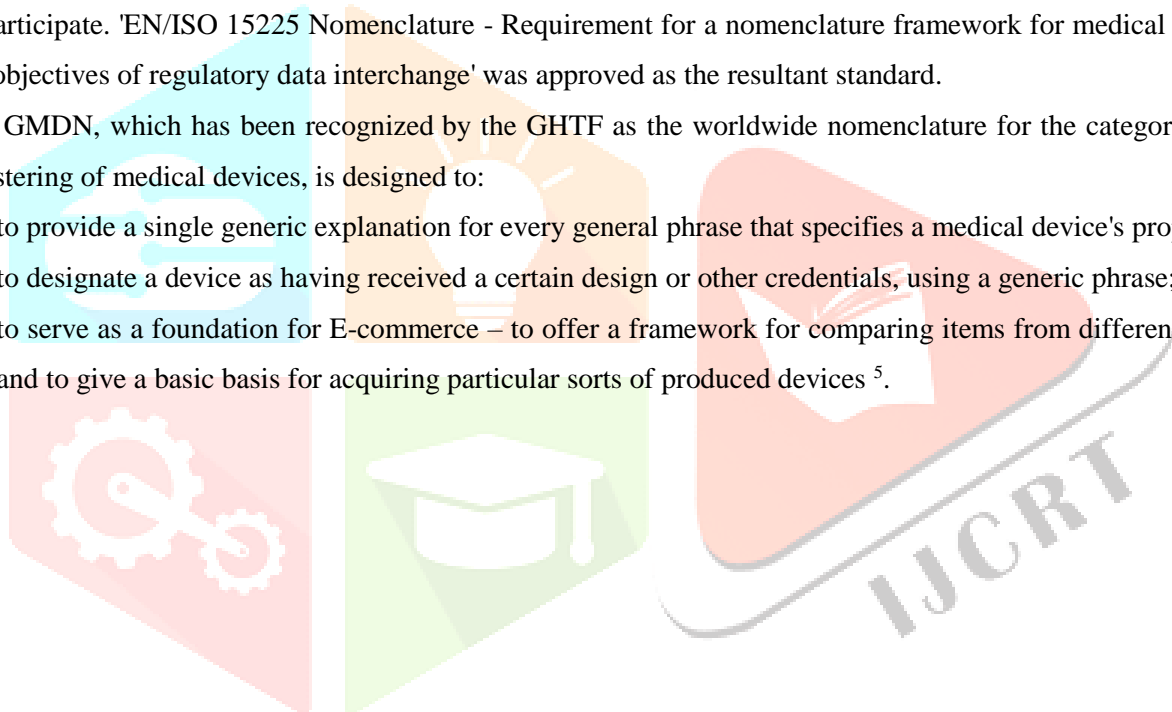 articipate. 'EN/ISO 15225 Nomenclature - Requirement for a nomenclature framework for medical
objectives of regulatory data interchange' was approved as the resultant standard.
GMDN, which has been recognized by the GHTF as the worldwide nomenclature for the categor
stering of medical devices, is designed to:
to provide a single generic explanation for every general phrase that specifies a medical device's pro
to designate a device as having received a certain design or other credentials, using a generic phrase;
to serve as a foundation for E-commerce – to offer a framework for comparing items from differen
and to give a basic basis for acquiring particular sorts of produced devices ⁵.
IJCRT